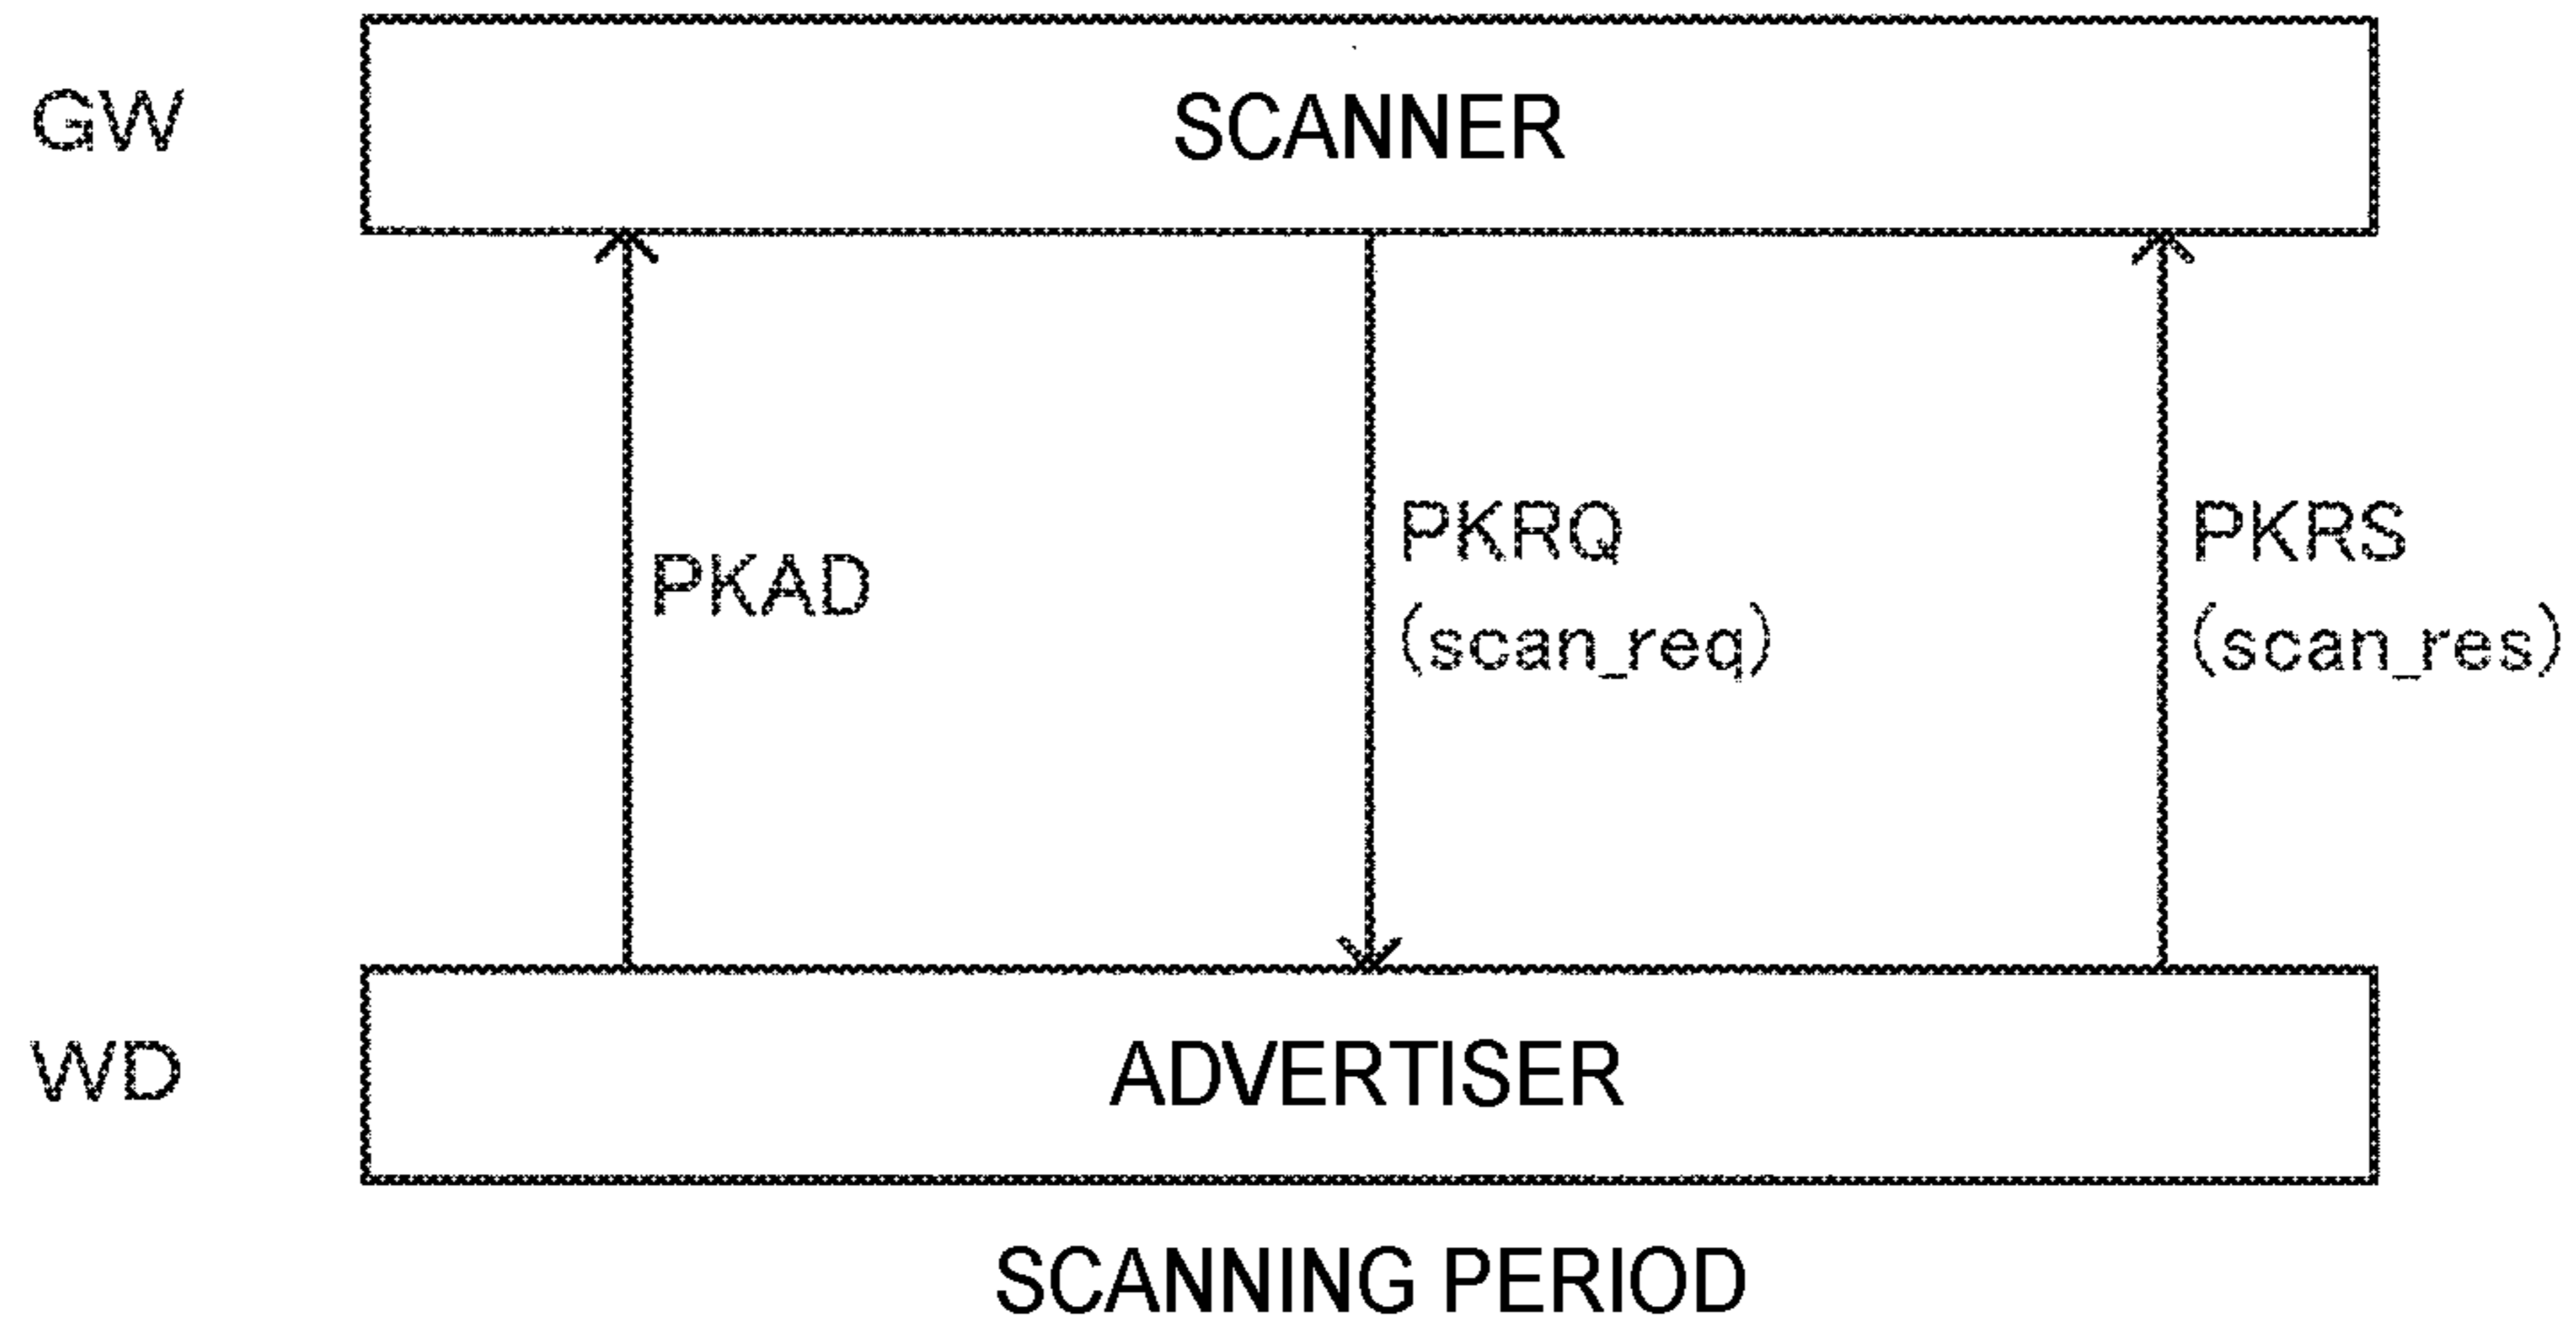 GW
SCANNER
PKAD
PKRQ
(scan_req)
PKRS
(scan_res)
WD
ADVERTISER
SCANNING PERIOD